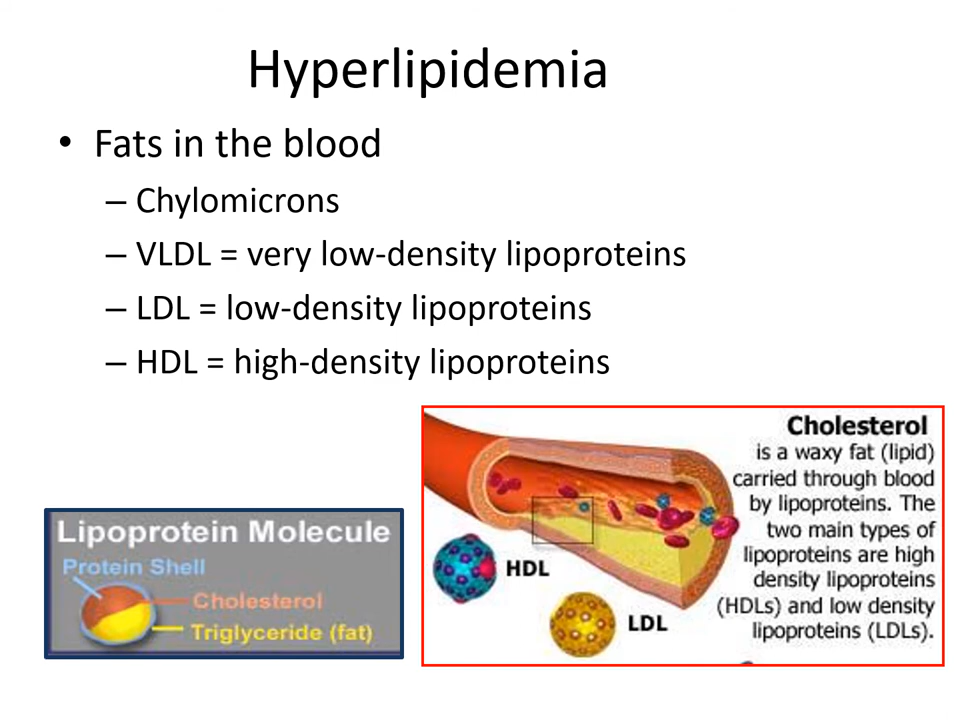 Hyperlipidemia
• Fats in the blood
– Chylomicrons
– VLDL = very low-density lipoproteins
– LDL = low-density lipoproteins
– HDL = high-density lipoproteins
Lipoprotein Molecule
Protein Shell
Cholesterol
Triglyceride (fat)
HDL
LDL
Cholesterol
is a waxy fat (lipid)
carried through blood
by lipoproteins. The
two main types of
lipoproteins are high
density lipoproteins
(HDLs) and low density
lipoproteins (LDLs).